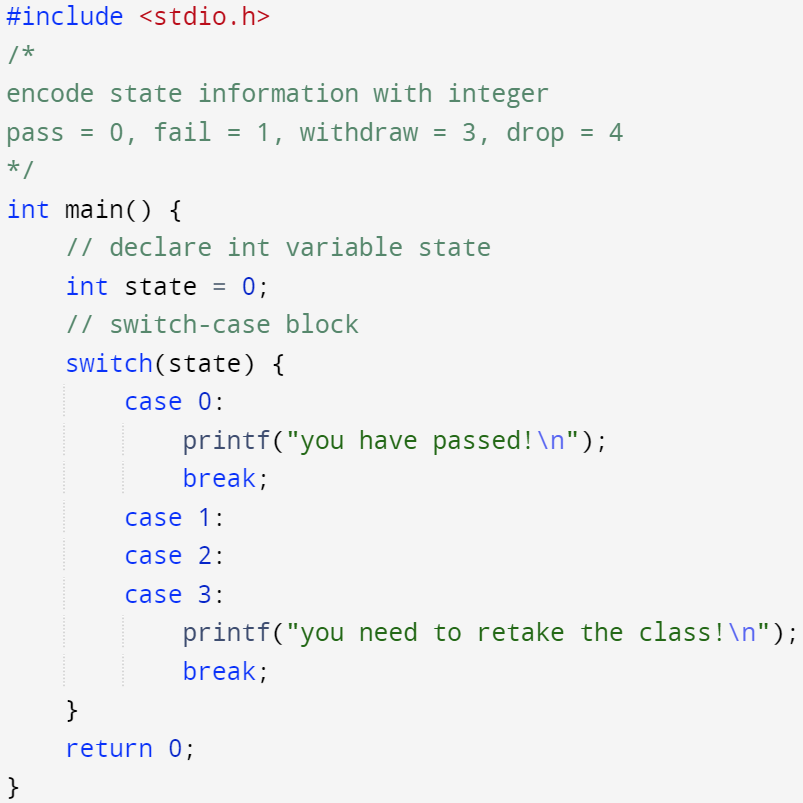 #include <stdio.h>
/*
encode state information with integer
pass = 0, fail = 1, withdraw = 3, drop = 4
*/
int main() {
    // declare int variable state
    int state = 0;
    // switch-case block
    switch(state) {
        case 0:
            printf("you have passed!\n");
            break;
        case 1:
        case 2:
        case 3:
            printf("you need to retake the class!\n");
            break;
    }
    return 0;
}